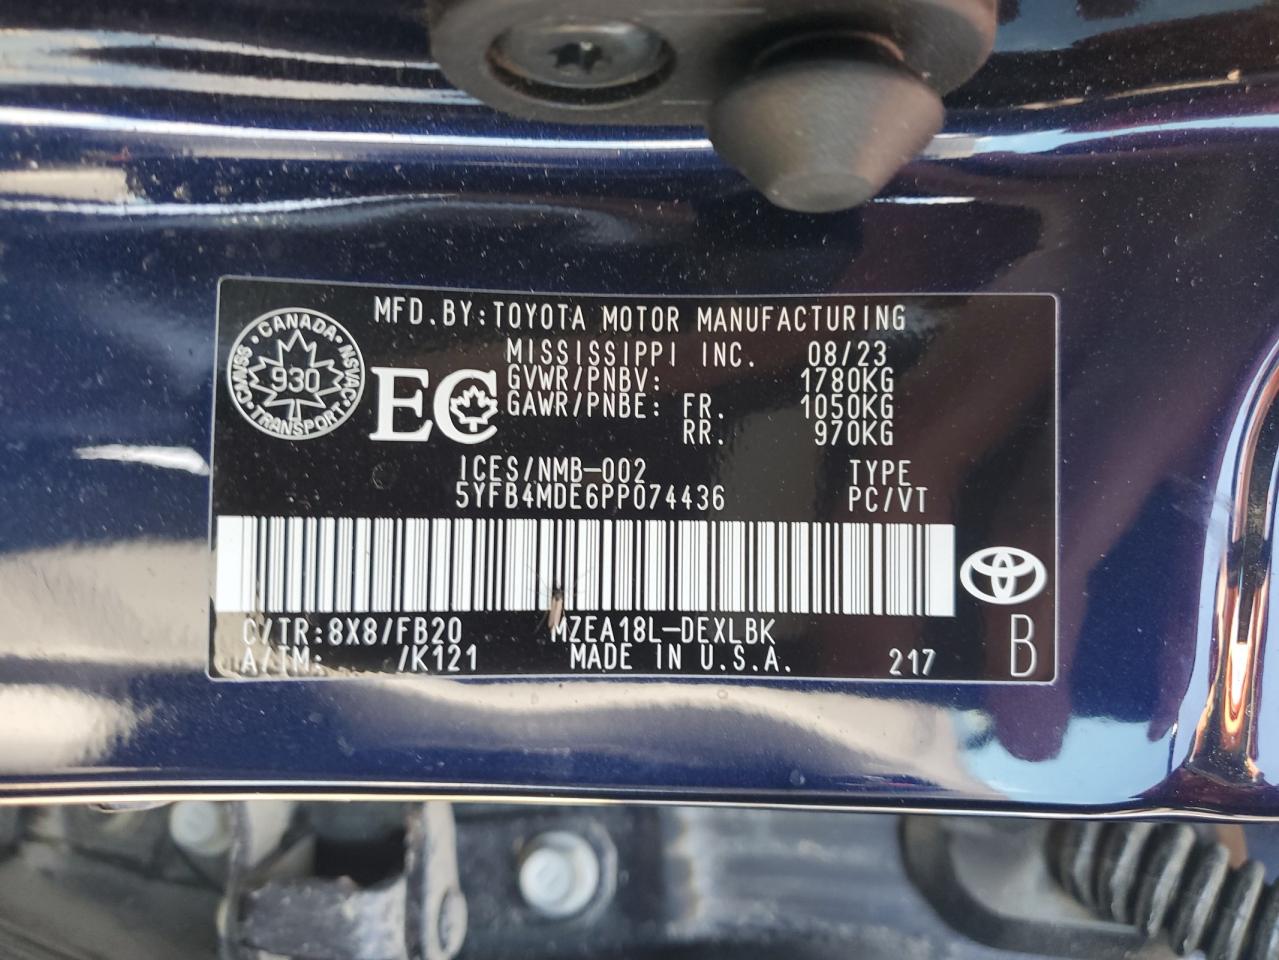 MFD.BY:TOYOTA MOTOR MANUFACTURING
MISSISSIPPI INC. 08/23
GVWR/PNBV: 1780KG
GAWR/PNBE: FR. 1050KG
RR. 970KG
CANADA · NSVAC · TRANSPORT · CMVSS ·
930
EC
ICES/NMB-002 TYPE
5YFB4MDE6PP074436 PC/VT
C/TR:8X8/FB20 MZEA18L-DEXLBK
A/TM: /K121 MADE IN U.S.A. 217 B